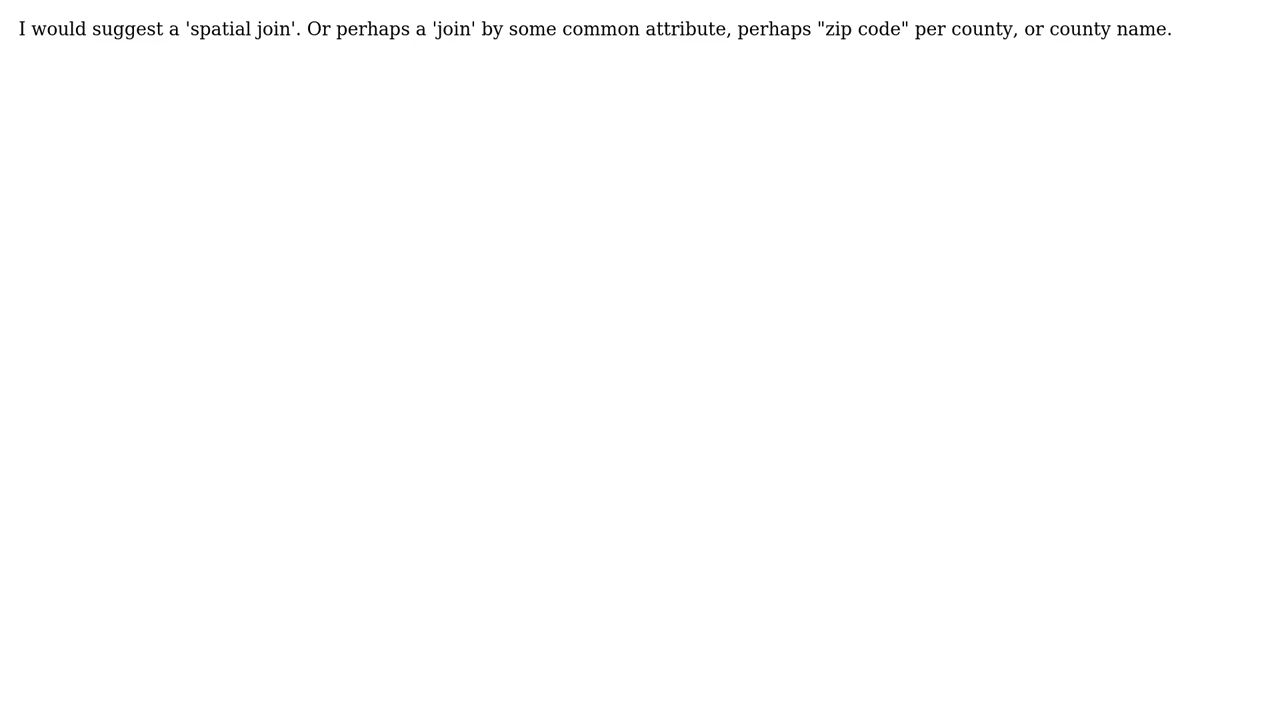 I would suggest a 'spatial join'. Or perhaps a 'join' by some common attribute, perhaps "zip code" per county, or county name.